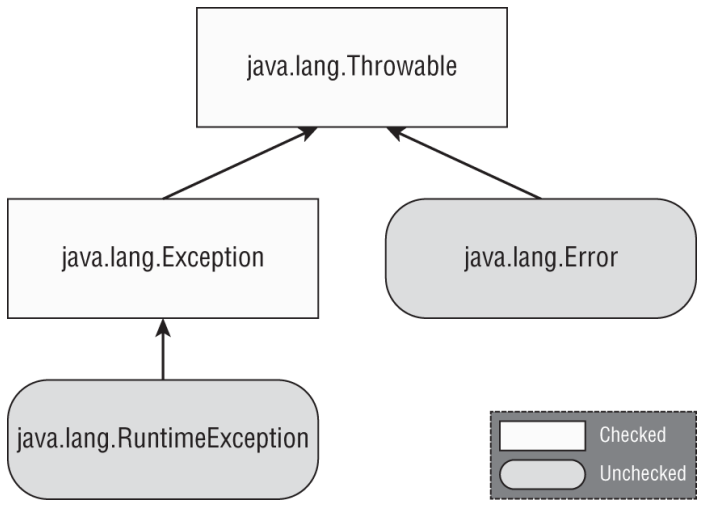 java.lang.Throwable
java.lang.Exception
java.lang.Error
java.lang.RuntimeException
Checked
Unchecked